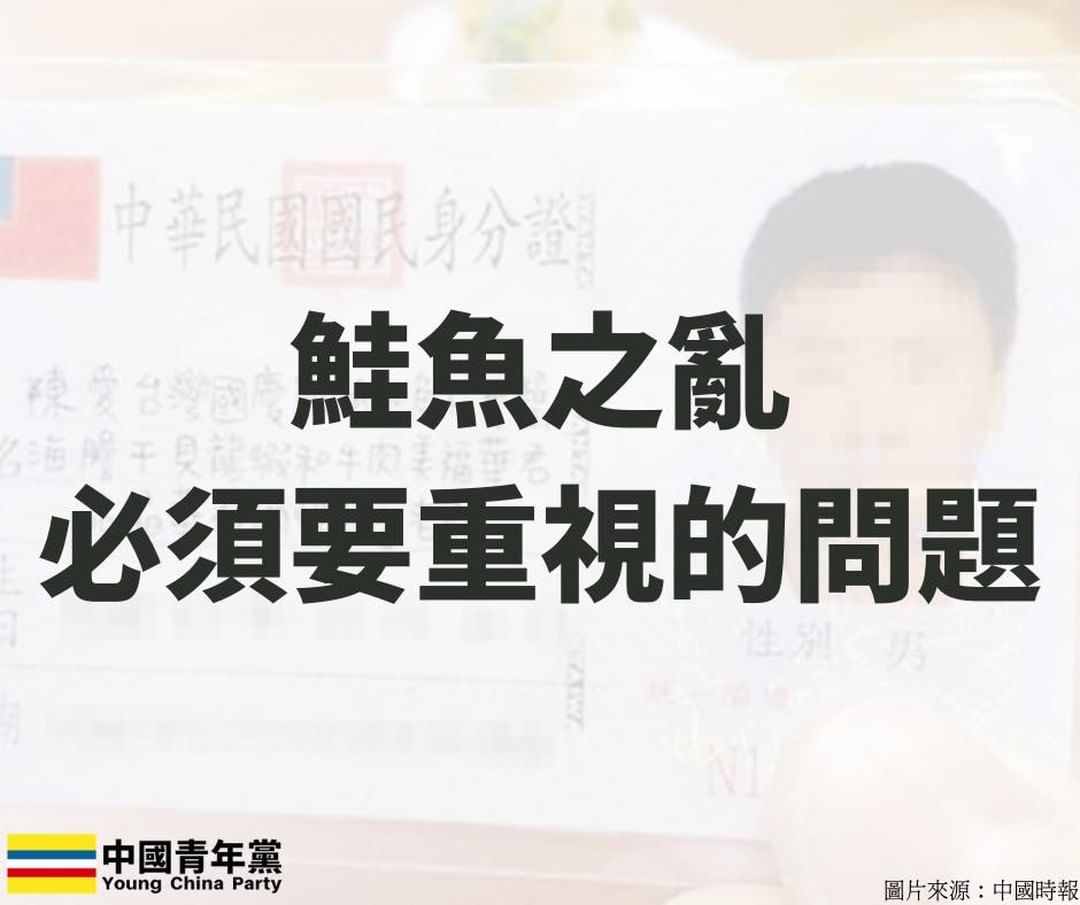 中華民國國民身分證
鮭魚之亂
陳愛台灣國慶
海膽干貝龍蝦和牛肉美福華君
必須要重視的問題
性別 男
中國青年黨
Young China Party
圖片來源：中國時報